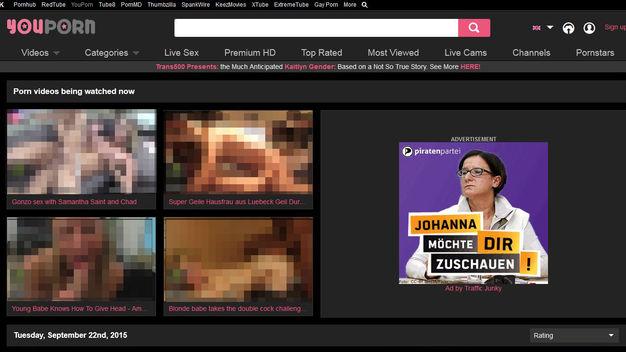 K Pornhub RedTube YouPorn Tube8 PornMD Thumbzilla SpankWire KeezMovies XTube ExtremeTube Gay Porn More
YOUPORN
Sign up
Videos Categories Live Sex Premium HD Top Rated Most Viewed Live Cams Channels Pornstars
Trans500 Presents: the Much Anticipated Kaitlyn Gender: Based on a Not So True Story. See More HERE!
Porn videos being watched now
Gonzo sex with Samantha Saint and Chad
Super Geile Hausfrau aus Luebeck Geil Dur...
Young Babe Knows How To Give Head - Am...
Blonde babe takes the double cock challeng...
ADVERTISEMENT
piratenpartei
JOHANNA
MÖCHTE DIR
ZUSCHAUEN !
Ad by Traffic Junky
Tuesday, September 22nd, 2015
Rating